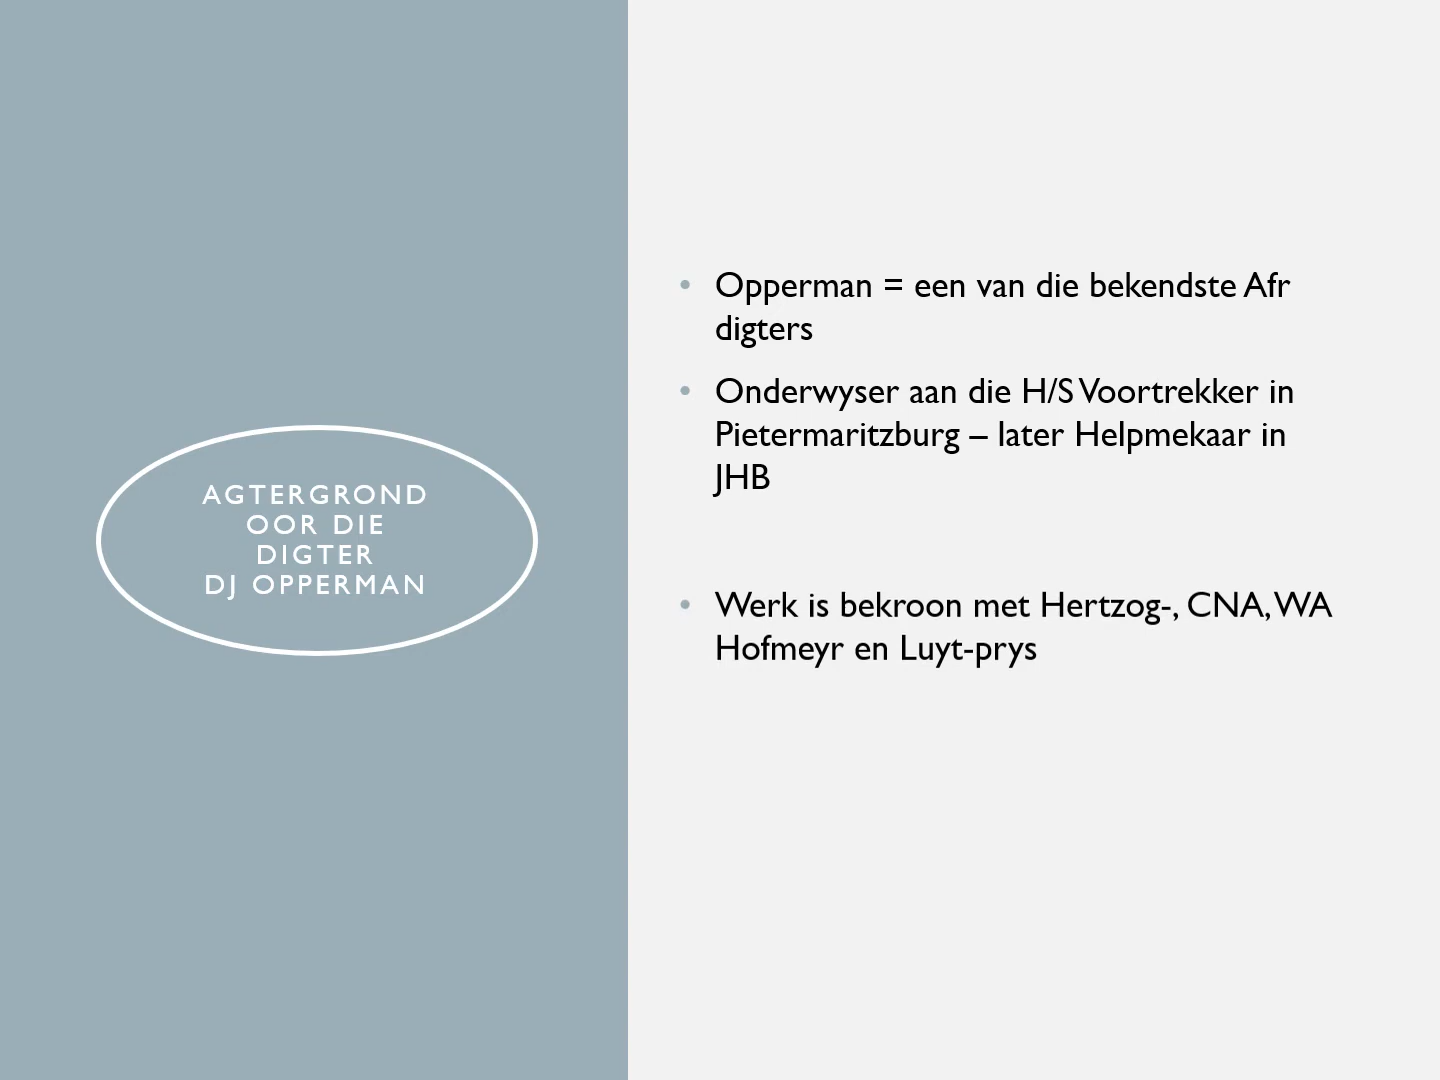 AGTERGROND
OOR DIE
DIGTER
DJ OPPERMAN
• Opperman = een van die bekendste Afr
digters
• Onderwyser aan die H/S Voortrekker in
Pietermaritzburg – later Helpmekaar in
JHB
• Werk is bekroon met Hertzog-, CNA, WA
Hofmeyr en Luyt-prys